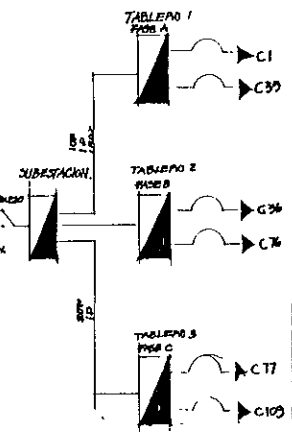 TABLERO 1
FASE A
C1
C35
SUBESTACION.
TABLERO 2
FASE B
C36
C76
TABLERO 3
FASE C
C77
C109